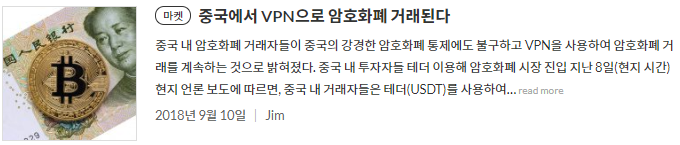 마켓 중국에서 VPN으로 암호화폐 거래된다
중국 내 암호화폐 거래자들이 중국의 강경한 암호화폐 통제에도 불구하고 VPN을 사용하여 암호화폐 거
래를 계속하는 것으로 밝혀졌다. 중국 내 투자자들 테더 이용해 암호화폐 시장 진입 지난 8일(현지 시간)
현지 언론 보도에 따르면, 중국 내 거래자들은 테더(USDT)를 사용하여... read more
2018년 9월 10일 | Jim